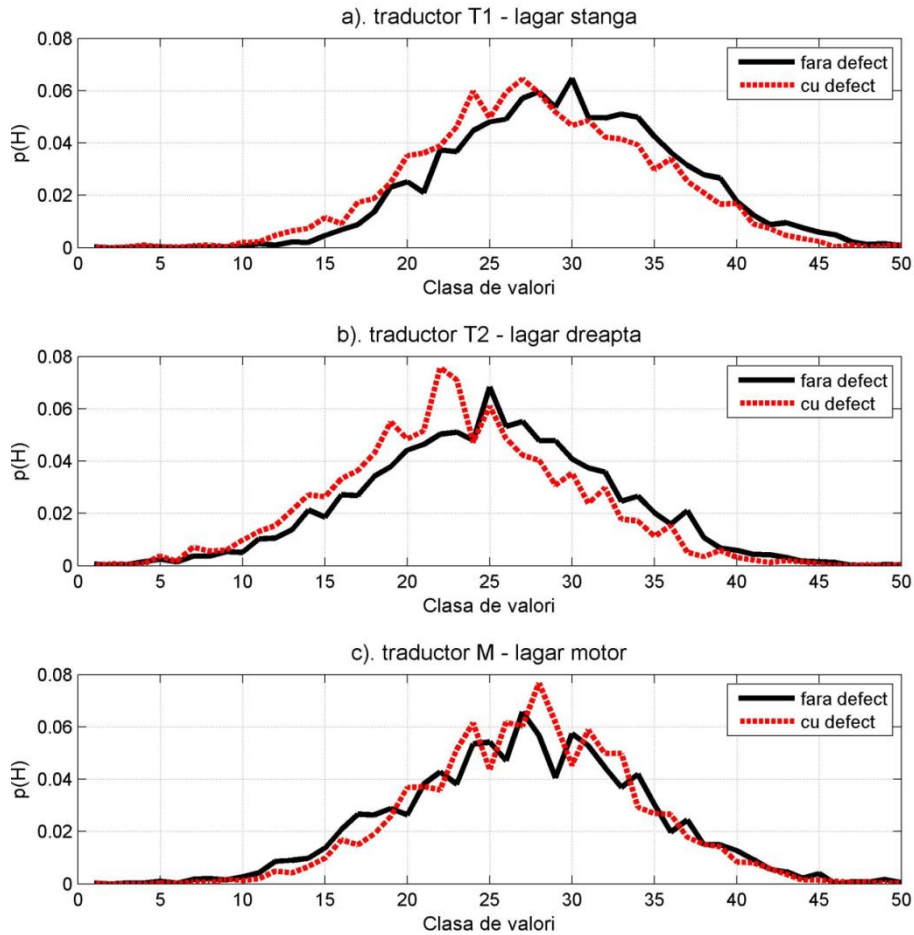 a). traductor T1 - lagar stanga
0.08
0.06
0.04
0.02
0
p(H)
fara defect
cu defect
0 5 10 15 20 25 30 35 40 45 50
Clasa de valori
b). traductor T2 - lagar dreapta
0.08
0.06
0.04
0.02
0
p(H)
fara defect
cu defect
0 5 10 15 20 25 30 35 40 45 50
Clasa de valori
c). traductor M - lagar motor
0.08
0.06
0.04
0.02
0
p(H)
fara defect
cu defect
0 5 10 15 20 25 30 35 40 45 50
Clasa de valori